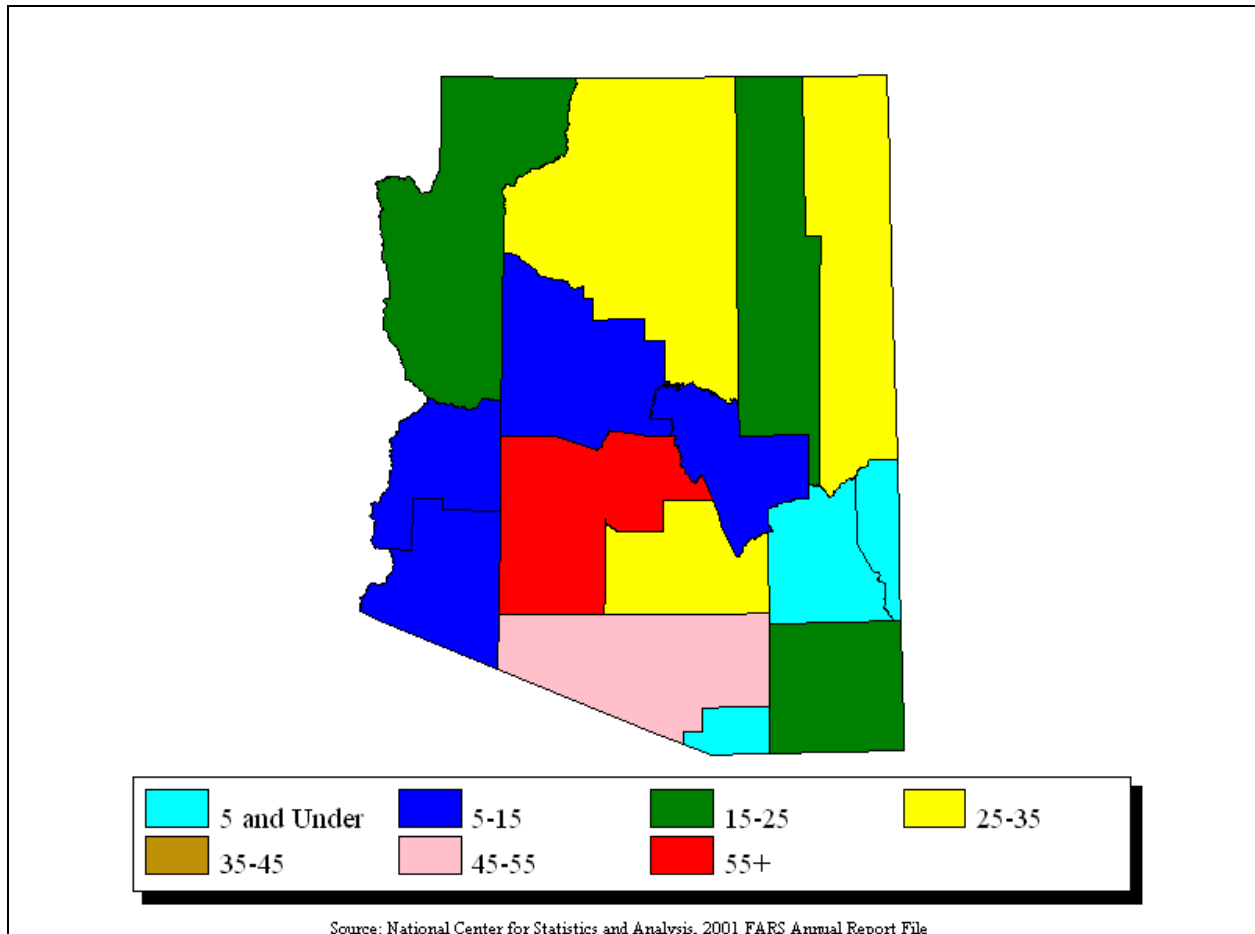 5 and Under 5-15 15-25 25-35
35-45 45-55 55+
Source: National Center for Statistics and Analysis, 2001 FARS Annual Report File